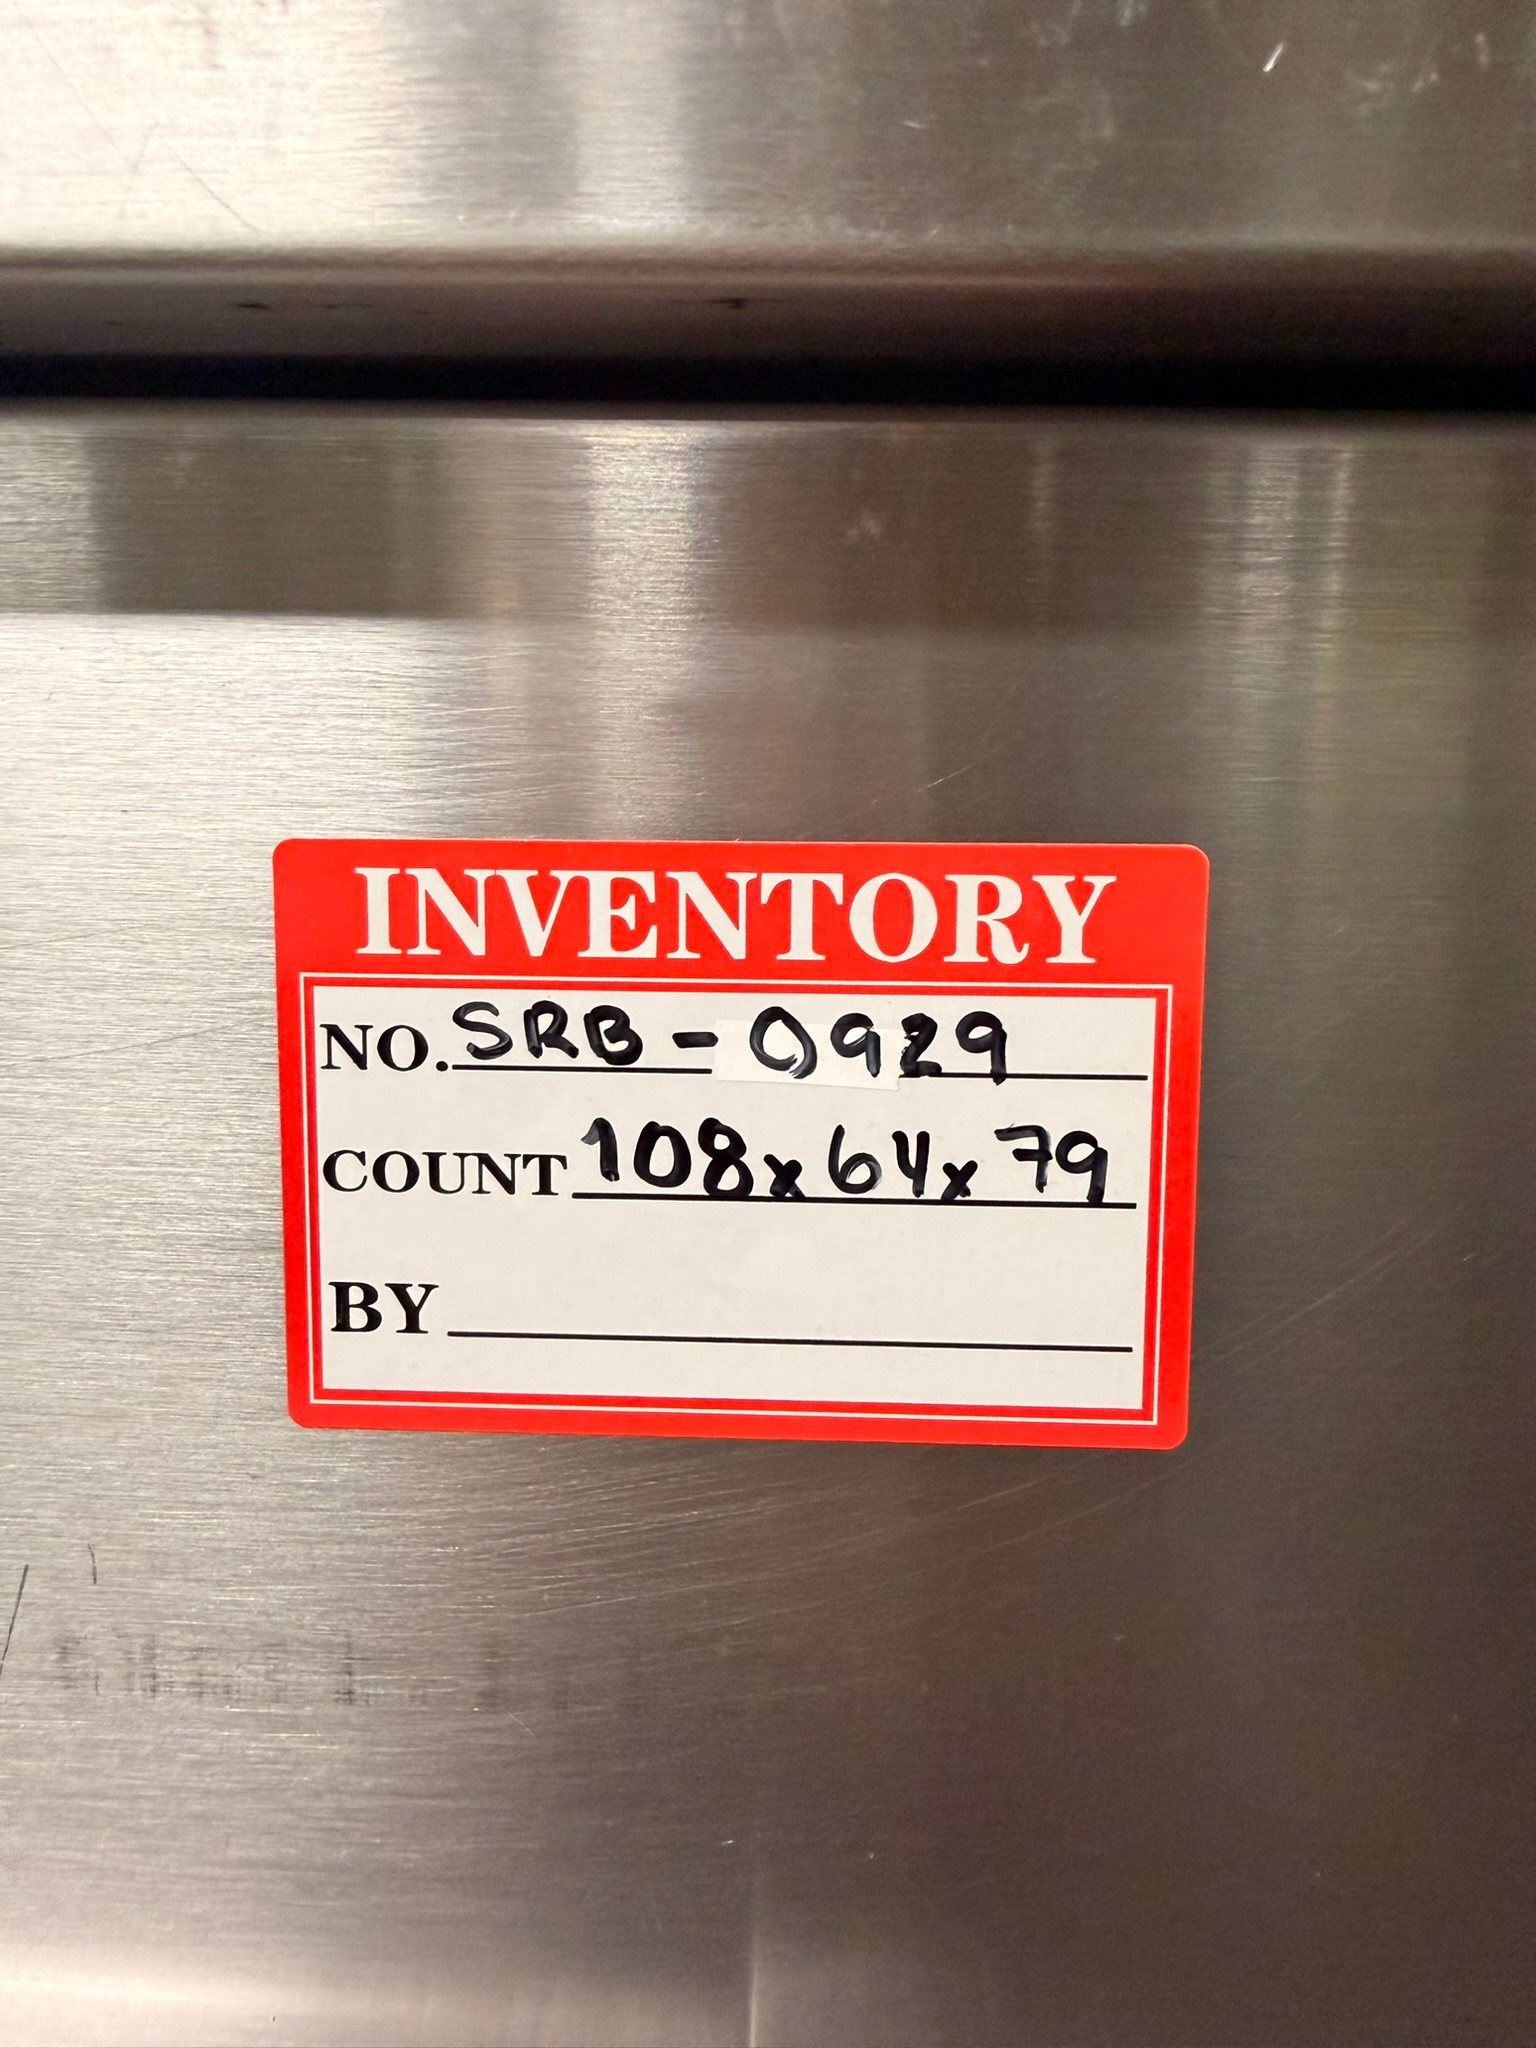 INVENTORY
NO. SRB-0929
COUNT 108x64x79
BY